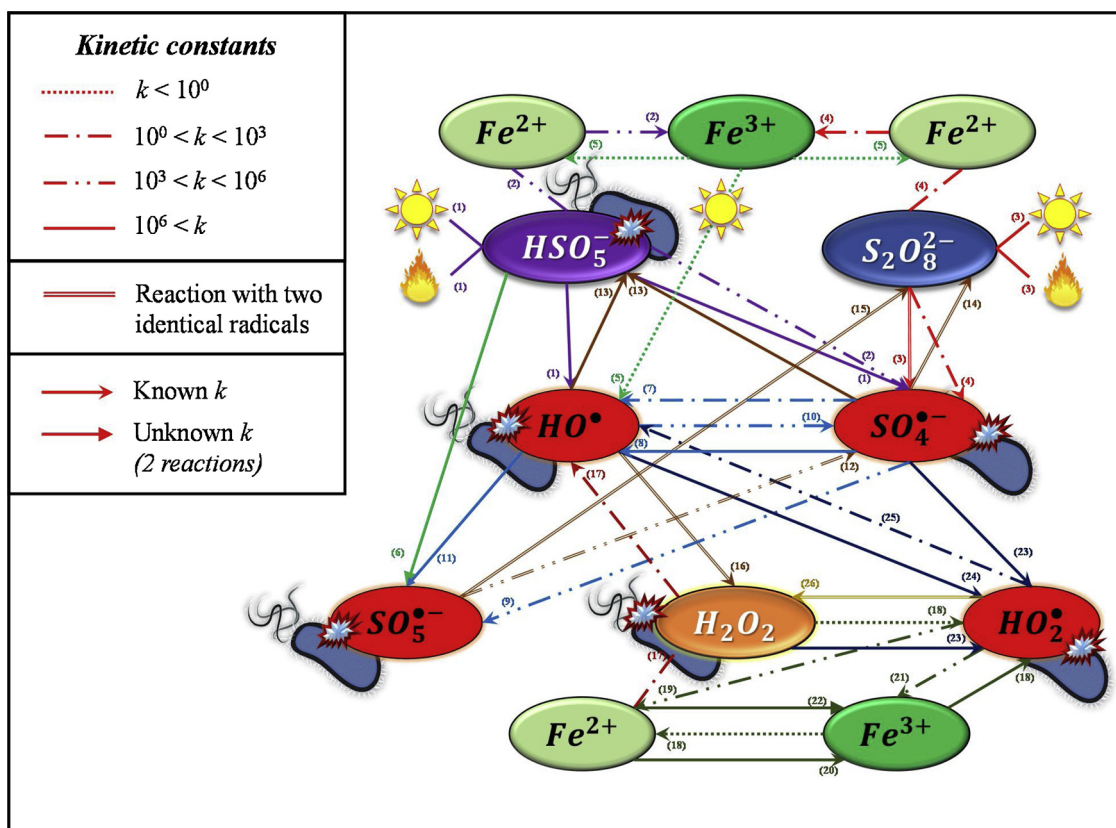 Kinetic constants
k < 10⁰
10⁰ < k < 10³
10³ < k < 10⁶
10⁶ < k
Reaction with two
identical radicals
Known k
Unknown k
(2 reactions)
Fe²⁺ (2) Fe³⁺ (4) Fe²⁺
(5) (5)
(2) (4)
(1) (3)
HSO₅⁻ S₂O₈²⁻
(1) (3)
(13) (13) (15) (14)
(2) (3)
(1) (5) (7) (1) (4)
HO• (10) SO₄•⁻
(8) (12)
(17)
(25)
(11) (16) (23)
(6) (24)
(9) (26)
SO₅•⁻ H₂O₂ (18) HO₂•
(23)
(17) (19) (21) (18)
(22)
Fe²⁺ Fe³⁺
(18)
(20)